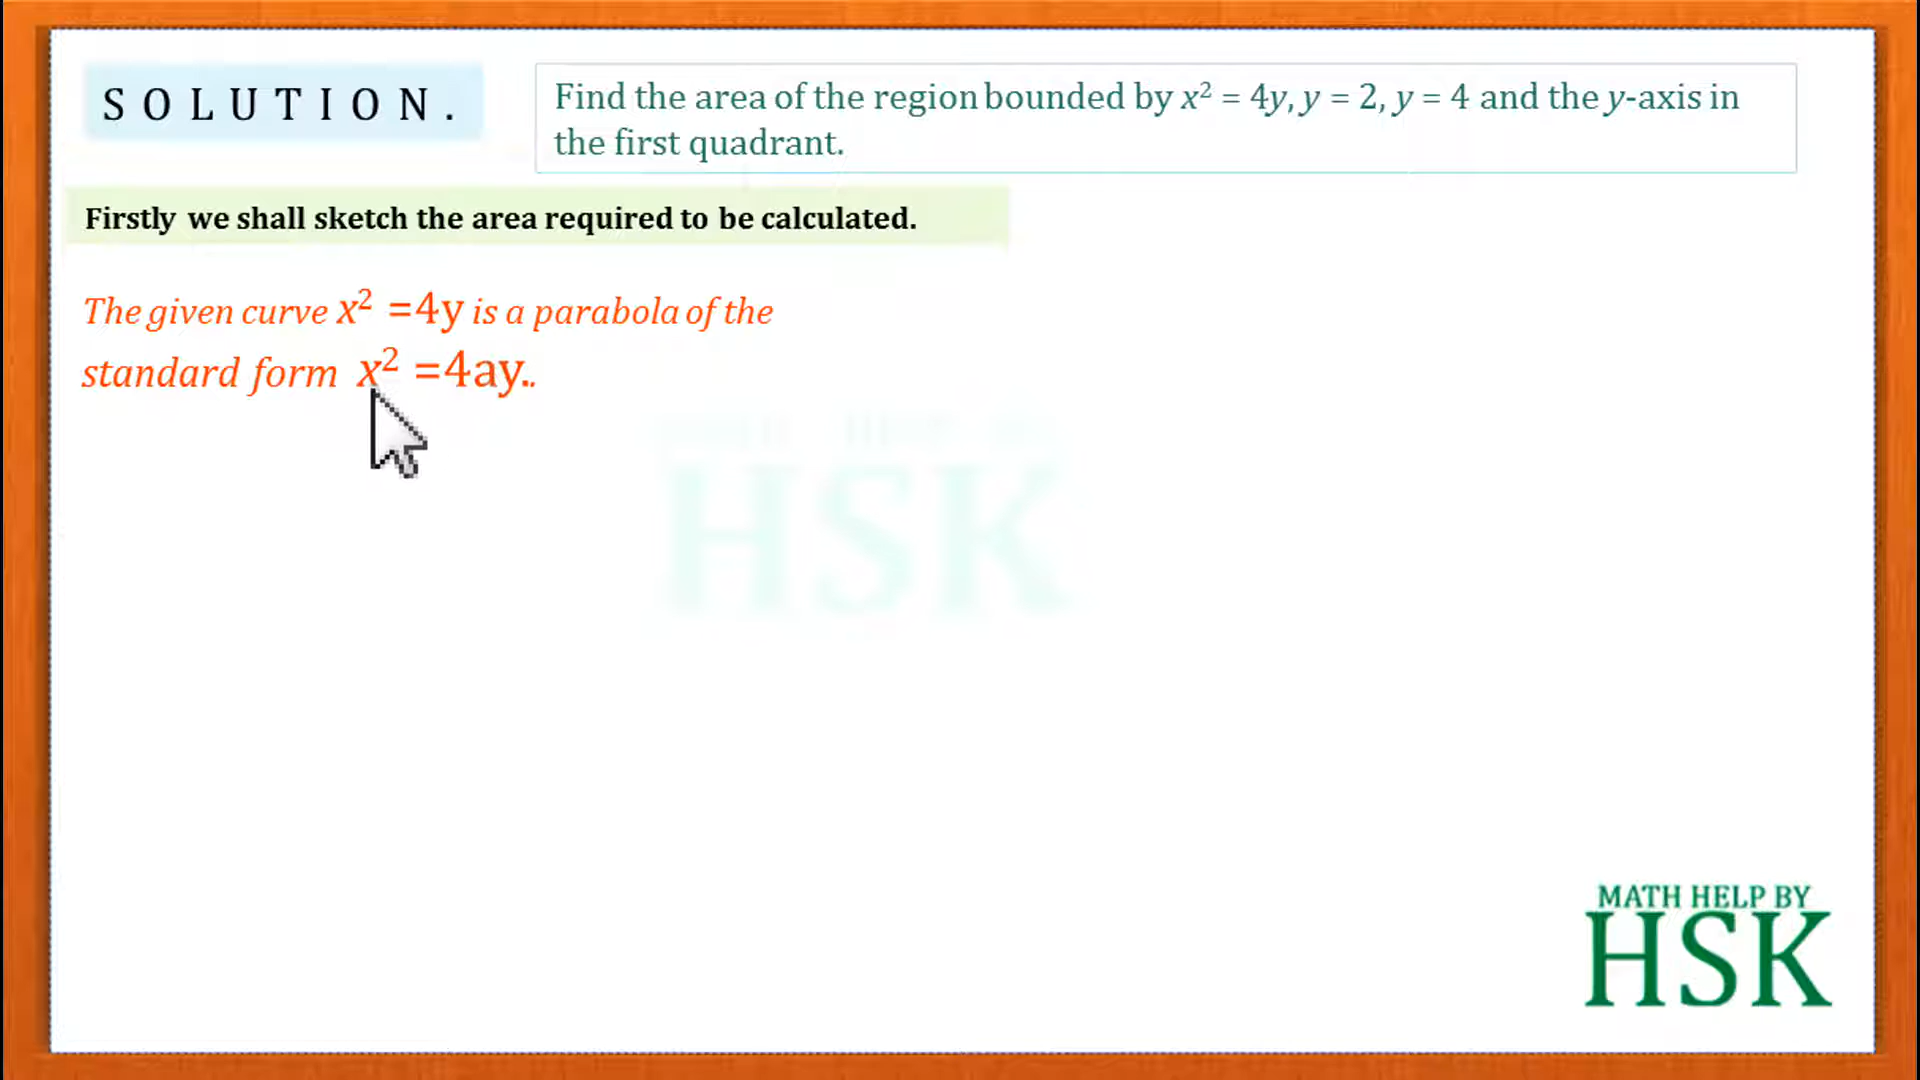 SOLUTION.
Find the area of the region bounded by x² = 4y, y = 2, y = 4 and the y-axis in
the first quadrant.
Firstly we shall sketch the area required to be calculated.
The given curve x² =4y is a parabola of the
standard form x² =4ay..
HSK
MATH HELP BY
HSK